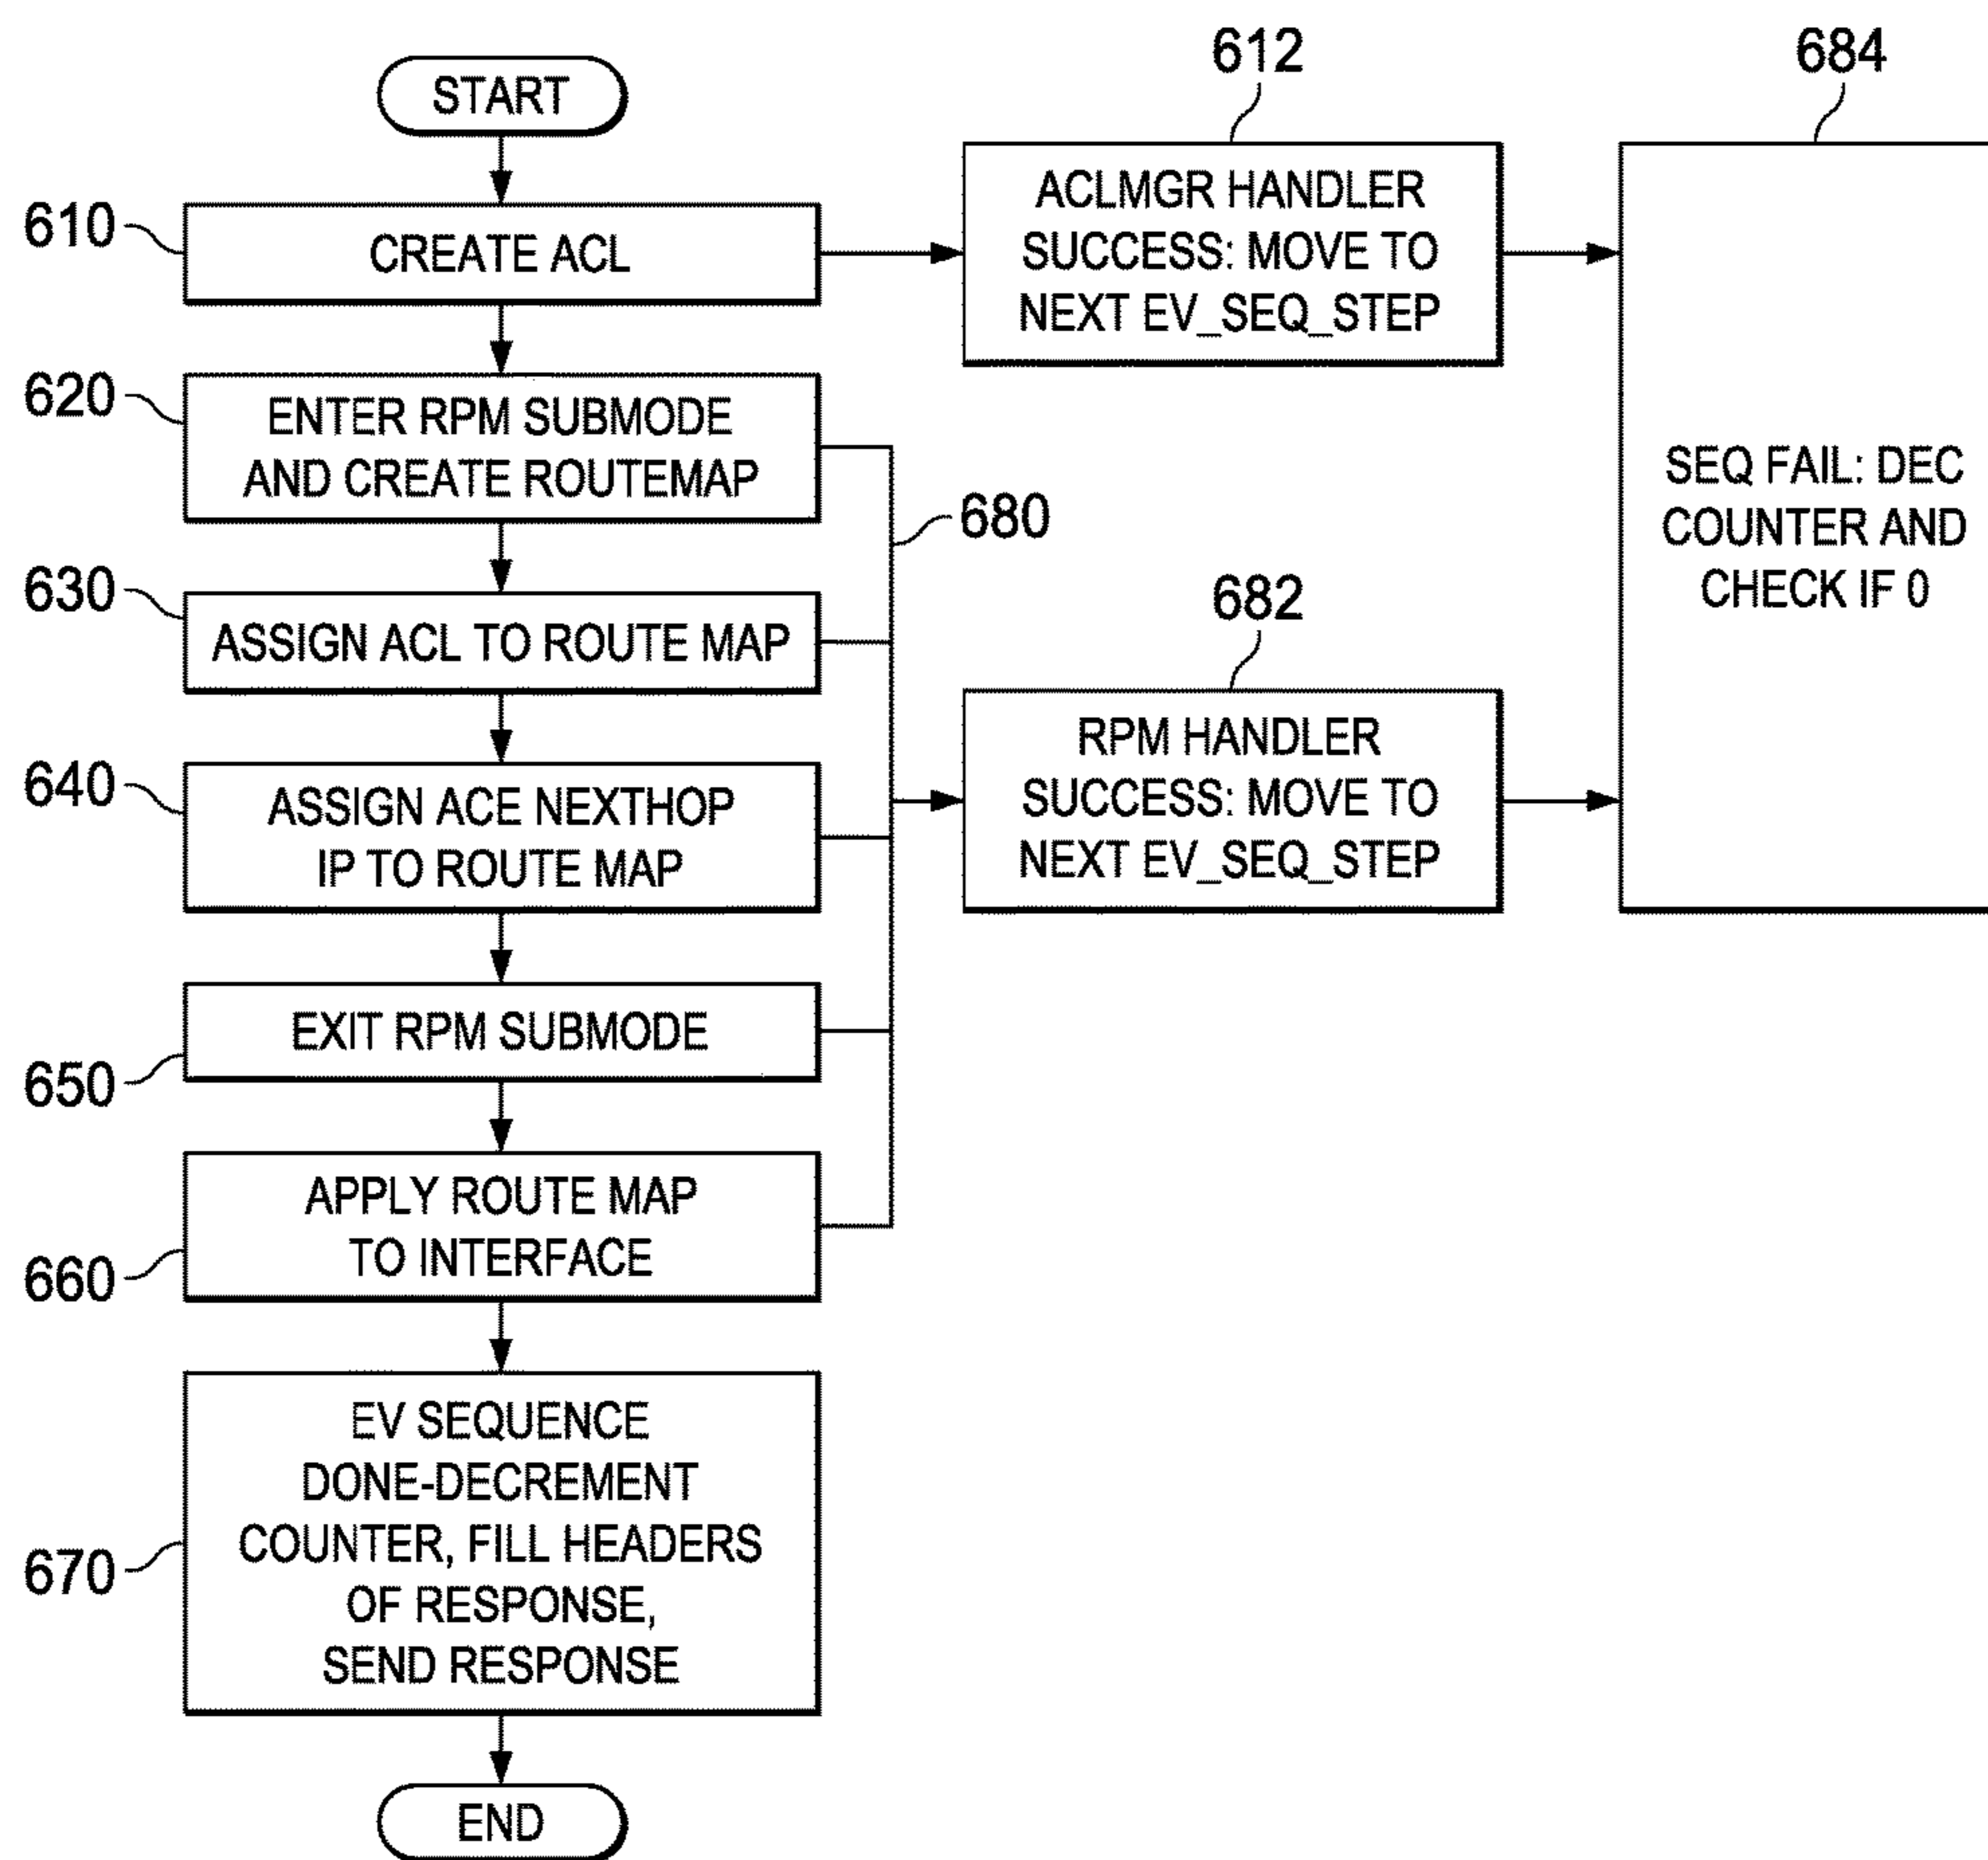 612
684
START
610
CREATE ACL
ACLMGR HANDLER
SUCCESS: MOVE TO
NEXT EV_SEQ_STEP
620
ENTER RPM SUBMODE
AND CREATE ROUTEMAP
680
SEQ FAIL: DEC
COUNTER AND
CHECK IF 0
630
ASSIGN ACL TO ROUTE MAP
682
640
ASSIGN ACE NEXTHOP
IP TO ROUTE MAP
RPM HANDLER
SUCCESS: MOVE TO
NEXT EV_SEQ_STEP
EXIT RPM SUBMODE
650
APPLY ROUTE MAP
TO INTERFACE
660
EV SEQUENCE
DONE-DECREMENT
COUNTER, FILL HEADERS
OF RESPONSE,
SEND RESPONSE
670
END